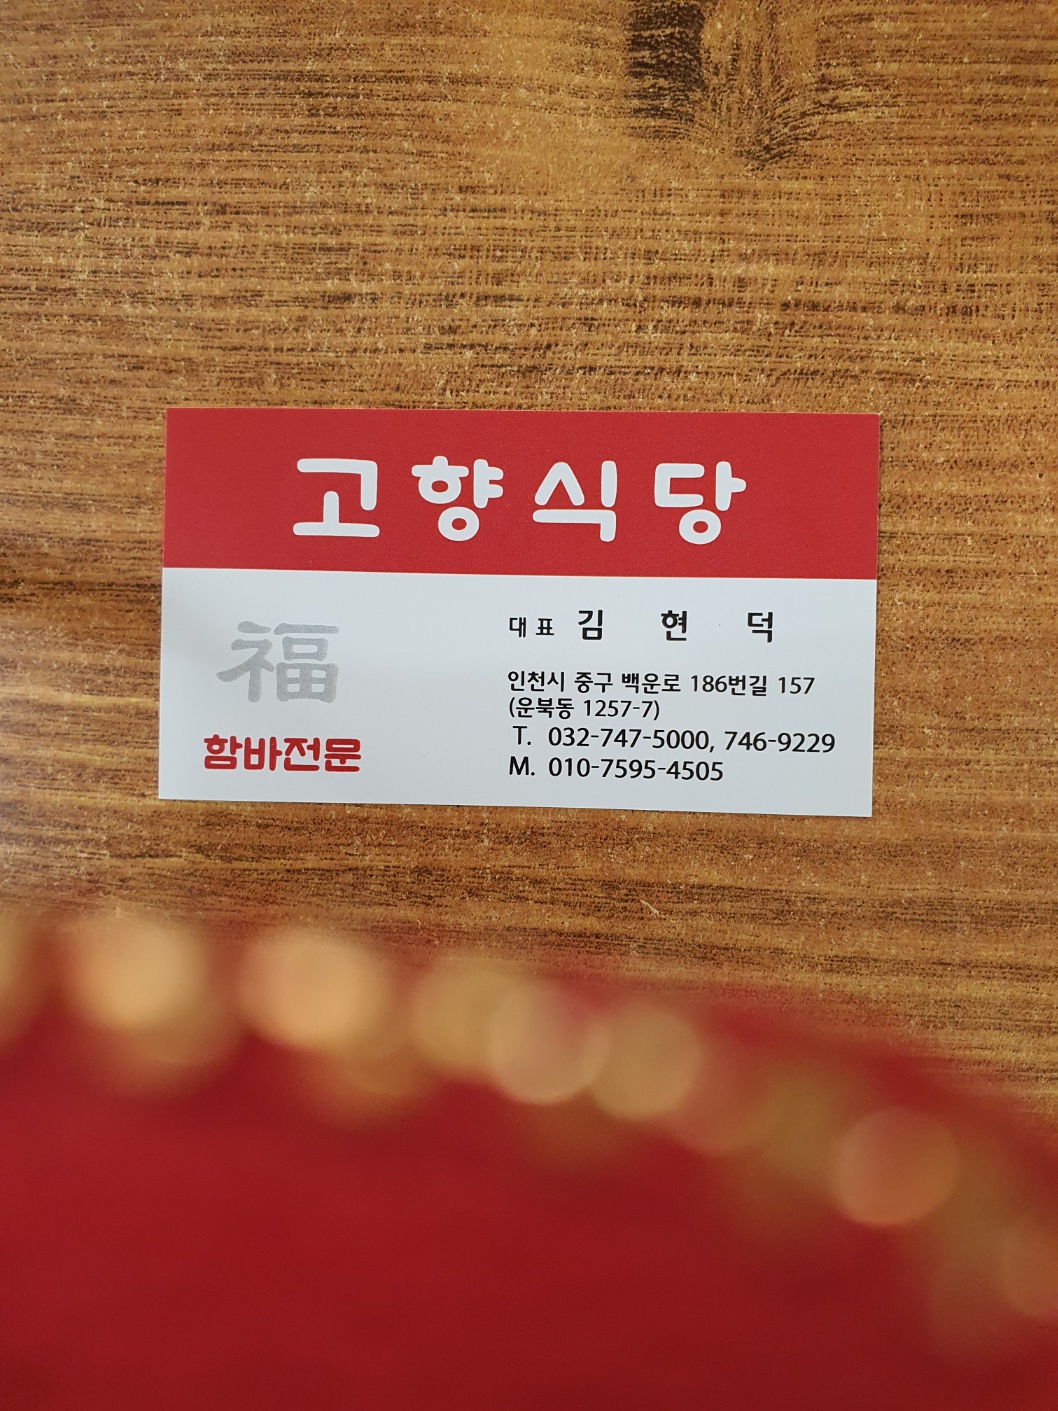 고향식당
福
함바전문
대표 김 현 덕
인천시 중구 백운로 186번길 157
(운북동 1257-7)
T. 032-747-5000, 746-9229
M. 010-7595-4505